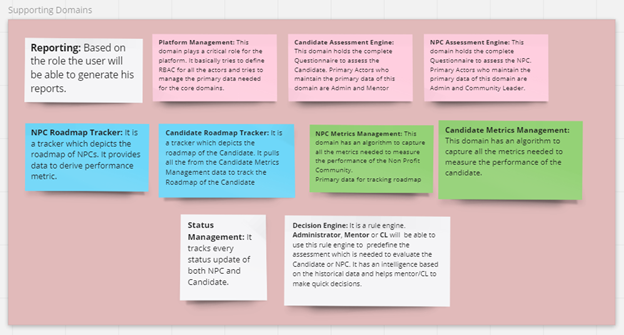 Supporting Domains
Reporting: Based
on the role the user will
be able to generate his
reports.
Platform Management: This
domain plays a critical role for the
platform. It basically tries to define
RBAC for all the actors and tries to
manage the primary data needed
for the core domains.
Candidate Assessment Engine:
This domain holds the complete
Questionnaire to assess the
Candidate. Primary Actors who
maintain the primary data of this
domain are Admin and Mentor
NPC Assessment Engine: This
domain holds the complete
Questionnaire to assess the NPC.
Primary Actors who maintain the
primary data of this domain are
Admin and Community Leader.
NPC Roadmap Tracker: It is
a tracker which depicts the
roadmap of NPCs. It provides
data to derive performance
metric.
Candidate Roadmap Tracker: It is
a tracker which depicts the
roadmap of the Candidate. It pulls
all the from the Candidate Metrics
Management data to track the
Roadmap of the Candidate
NPC Metrics Management: This
domain has an algorithm to capture
all the metrics needed to measure
the performance of the Non Profit
Community.
Primary data for tracking roadmap
Candidate Metrics Management:
This domain has an algorithm to
capture all the metrics needed to
measure the performance of the
candidate.
Status
Management: It
tracks every
status update of
both NPC and
Candidate.
Decision Engine: It is a rule engine.
Administrator, Mentor or CL will be able to
use this rule engine to predefine the
assessment which is needed to evaluate the
Candidate or NPC. It has an intelligence based
on the historical data and helps mentor/CL to
make quick decisions.